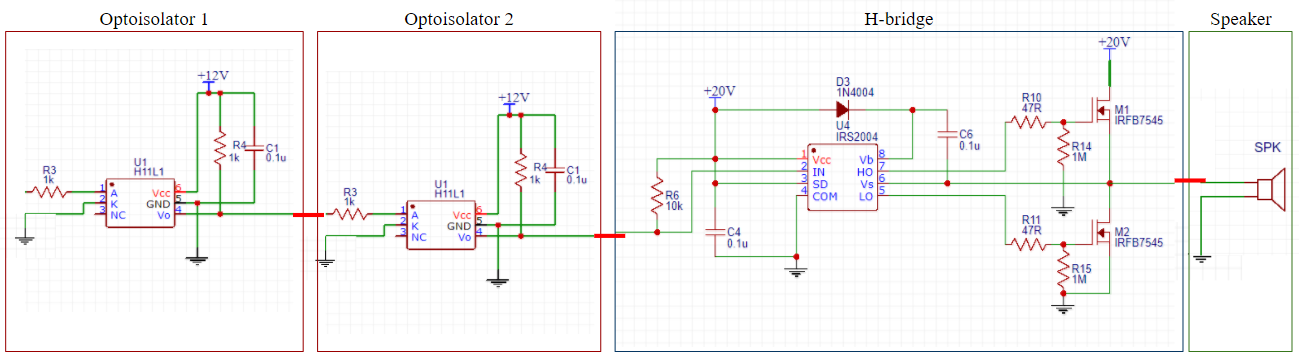 Optoisolator 1
Optoisolator 2
H-bridge
Speaker
+12V
R4
1k
C1
0.1u
R3
1k
U1
H11L1
1
2
3
A
K
NC
Vcc
GND
Vo
6
5
4
+12V
R4
1k
C1
0.1u
R3
1k
U1
H11L1
1
2
3
A
K
NC
Vcc
GND
Vo
6
5
4
+20V
D3
1N4004
U4
IRS2004
C6
0.1u
R6
10k
C4
0.1u
1
2
3
4
Vcc
IN
SD
COM
Vb
HO
Vs
LO
8
7
6
5
+20V
R10
47R
M1
IRFB7545
R14
1M
R11
47R
M2
IRFB7545
R15
1M
SPK